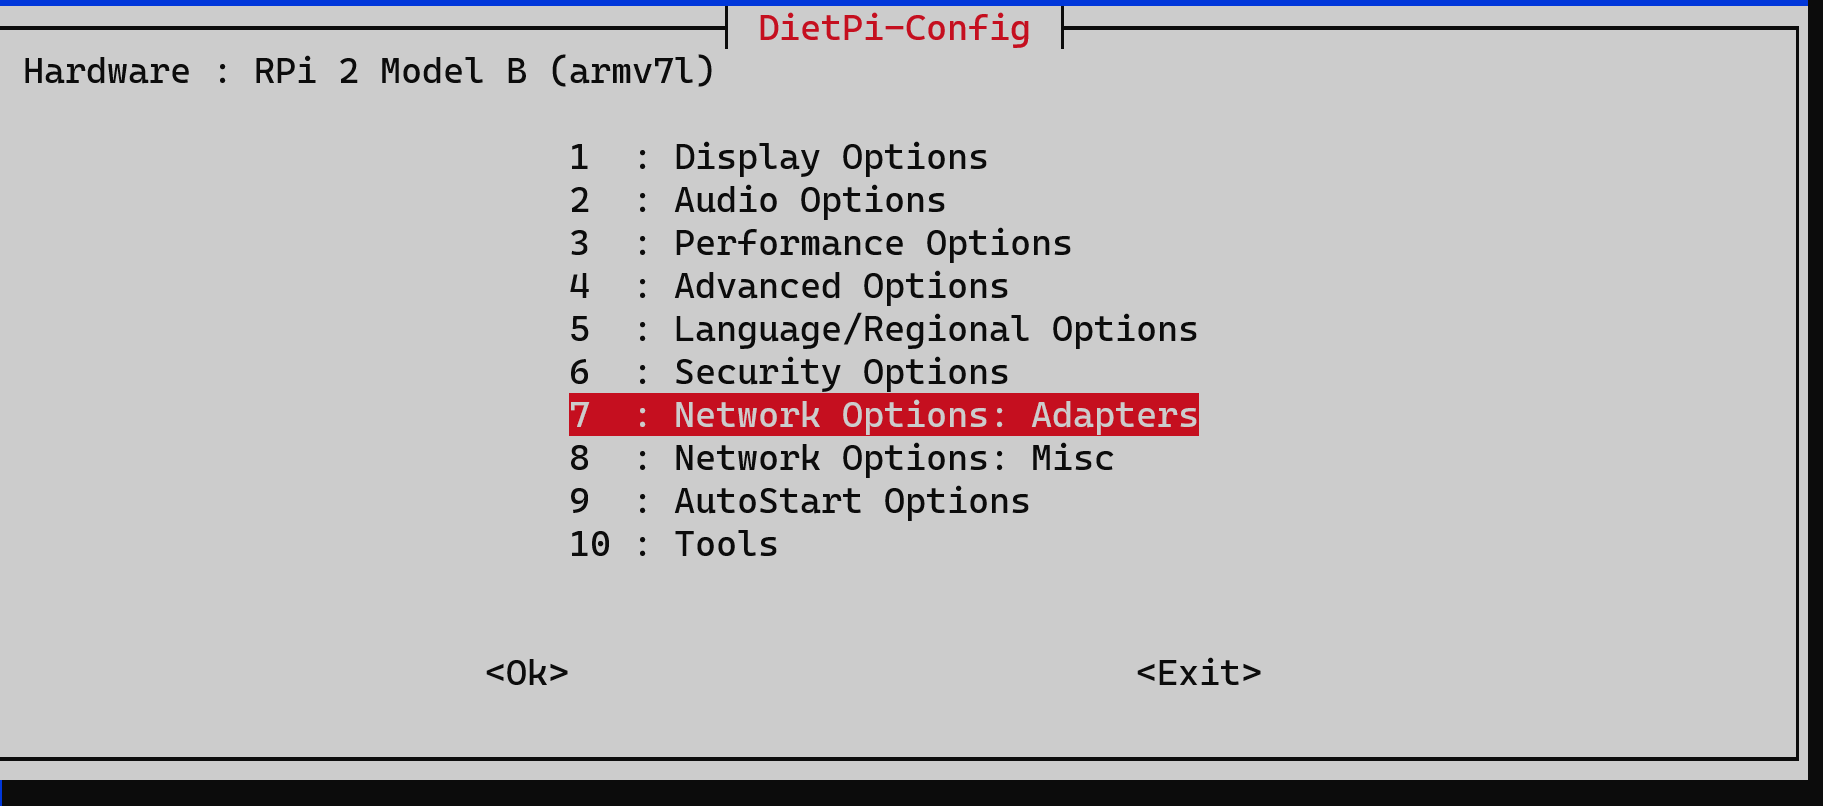 DietPi-Config
Hardware : RPi 2 Model B (armv7l)
1  : Display Options
2  : Audio Options
3  : Performance Options
4  : Advanced Options
5  : Language/Regional Options
6  : Security Options
7  : Network Options: Adapters
8  : Network Options: Misc
9  : AutoStart Options
10 : Tools
<Ok> <Exit>